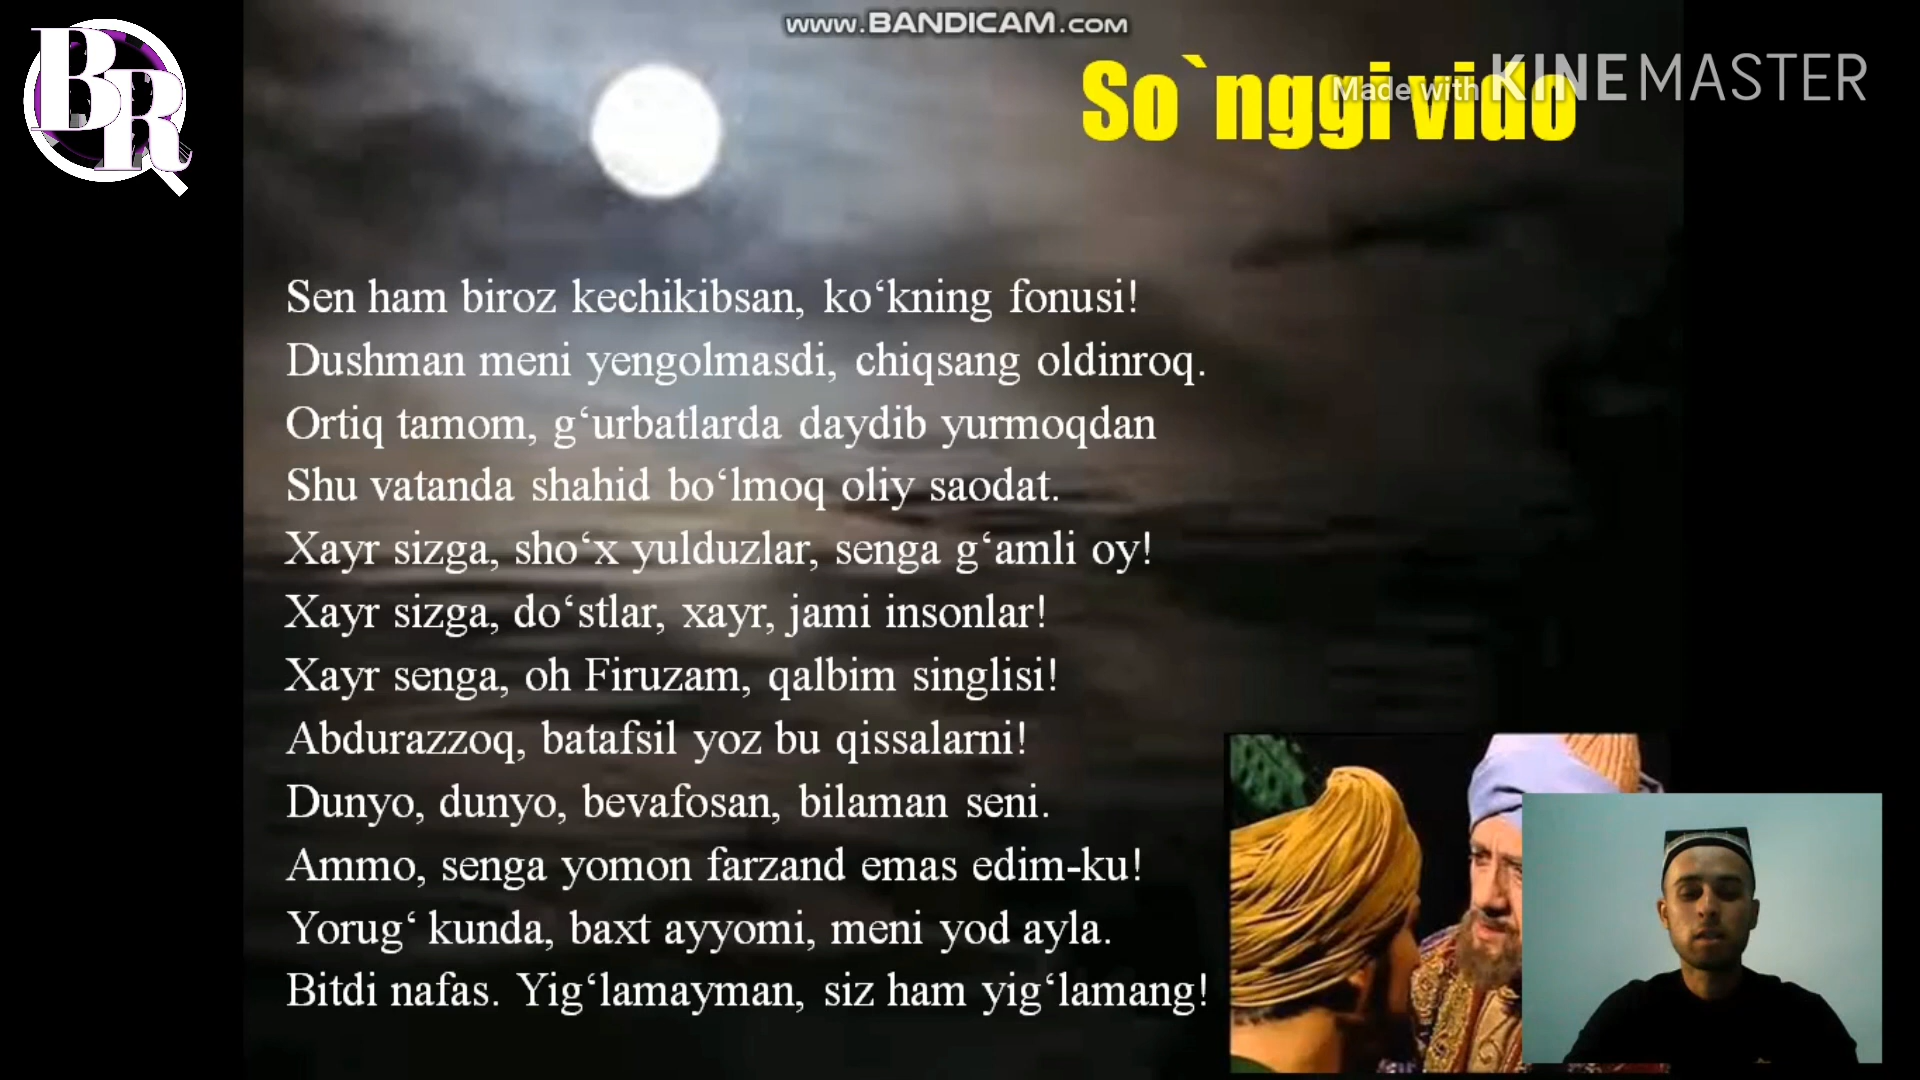 BR
www.BANDICAM.com
So`nggi vido
Made with KINEMASTER
Sen ham biroz kechikibsan, ko‘kning fonusi!
Dushman meni yengolmasdi, chiqsang oldinroq.
Ortiq tamom, g‘urbatlarda daydib yurmoqdan
Shu vatanda shahid bo‘lmoq oliy saodat.
Xayr sizga, sho‘x yulduzlar, senga g‘amli oy!
Xayr sizga, do‘stlar, xayr, jami insonlar!
Xayr senga, oh Firuzam, qalbim singlisi!
Abdurazzoq, batafsil yoz bu qissalarni!
Dunyo, dunyo, bevafosan, bilaman seni.
Ammo, senga yomon farzand emas edim-ku!
Yorug‘ kunda, baxt ayyomi, meni yod ayla.
Bitdi nafas. Yig‘lamayman, siz ham yig‘lamang!